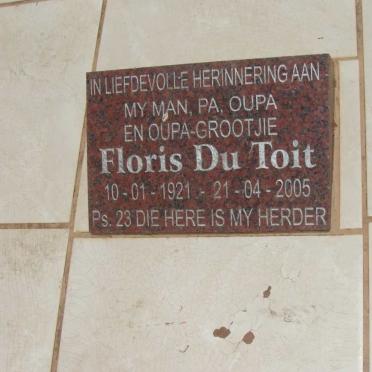 IN LIEFDEVOLLE HERINNERING AAN
MY MAN, PA, OUPA
EN OUPA-GROOTJIE
Floris Du Toit
10-01-1921 - 21-04-2005
Ps. 23 DIE HERE IS MY HERDER